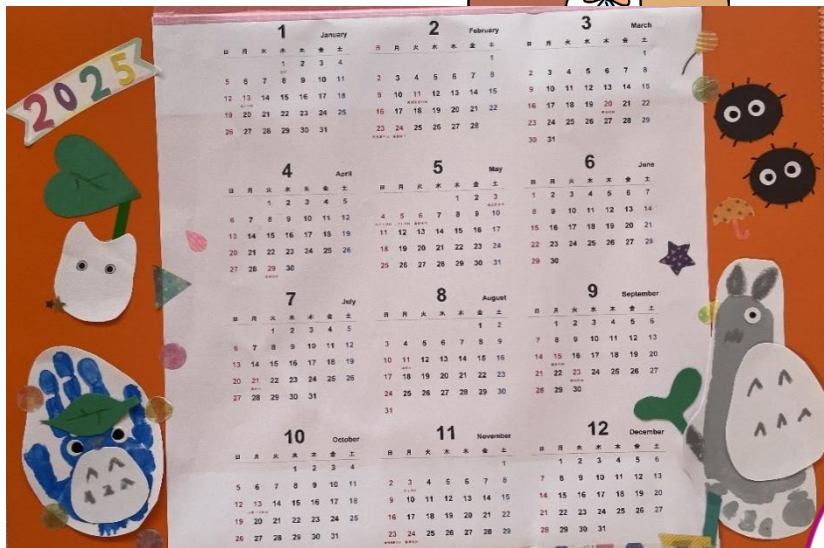 2025
1 January
日 月 火 水 木 金 土
1 2 3 4
5 6 7 8 9 10 11
12 13 14 15 16 17 18
19 20 21 22 23 24 25
26 27 28 29 30 31
2 February
日 月 火 水 木 金 土
1
2 3 4 5 6 7 8
9 10 11 12 13 14 15
16 17 18 19 20 21 22
23 24 25 26 27 28
3 March
日 月 火 水 木 金 土
1
2 3 4 5 6 7 8
9 10 11 12 13 14 15
16 17 18 19 20 21 22
23 24 25 26 27 28 29
30 31
4 April
日 月 火 水 木 金 土
1 2 3 4 5
6 7 8 9 10 11 12
13 14 15 16 17 18 19
20 21 22 23 24 25 26
27 28 29 30
5 May
日 月 火 水 木 金 土
1 2 3
4 5 6 7 8 9 10
11 12 13 14 15 16 17
18 19 20 21 22 23 24
25 26 27 28 29 30 31
6 June
日 月 火 水 木 金 土
1 2 3 4 5 6 7
8 9 10 11 12 13 14
15 16 17 18 19 20 21
22 23 24 25 26 27 28
29 30
7 July
日 月 火 水 木 金 土
1 2 3 4 5
6 7 8 9 10 11 12
13 14 15 16 17 18 19
20 21 22 23 24 25 26
27 28 29 30 31
8 August
日 月 火 水 木 金 土
1 2
3 4 5 6 7 8 9
10 11 12 13 14 15 16
17 18 19 20 21 22 23
24 25 26 27 28 29 30
31
9 September
日 月 火 水 木 金 土
1 2 3 4 5 6
7 8 9 10 11 12 13
14 15 16 17 18 19 20
21 22 23 24 25 26 27
28 29 30
10 October
日 月 火 水 木 金 土
1 2 3 4
5 6 7 8 9 10 11
12 13 14 15 16 17 18
19 20 21 22 23 24 25
26 27 28 29 30 31
11 November
日 月 火 水 木 金 土
1
2 3 4 5 6 7 8
9 10 11 12 13 14 15
16 17 18 19 20 21 22
23 24 25 26 27 28 29
12 December
日 月 火 水 木 金 土
1 2 3 4 5 6
7 8 9 10 11 12 13
14 15 16 17 18 19 20
21 22 23 24 25 26 27
28 29 30 31